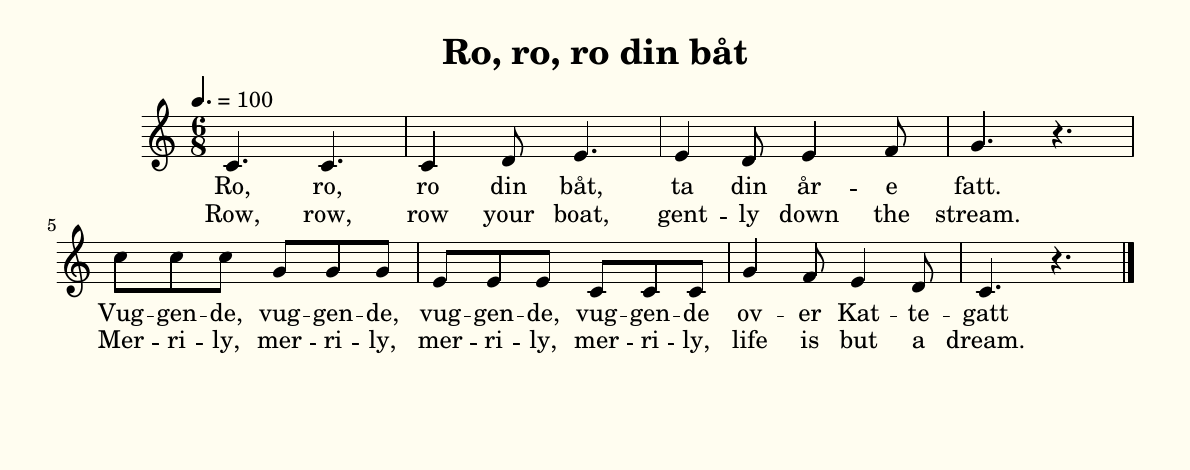 Ro, ro, ro din båt
= 100
6
8
Ro, ro, ro din båt, ta din år - e fatt.
Row, row, row your boat, gent - ly down the stream.
5
Vug - gen - de, vug - gen - de, vug - gen - de, vug - gen - de ov - er Kat - te - gatt
Mer - ri - ly, mer - ri - ly, mer - ri - ly, mer - ri - ly, life is but a dream.